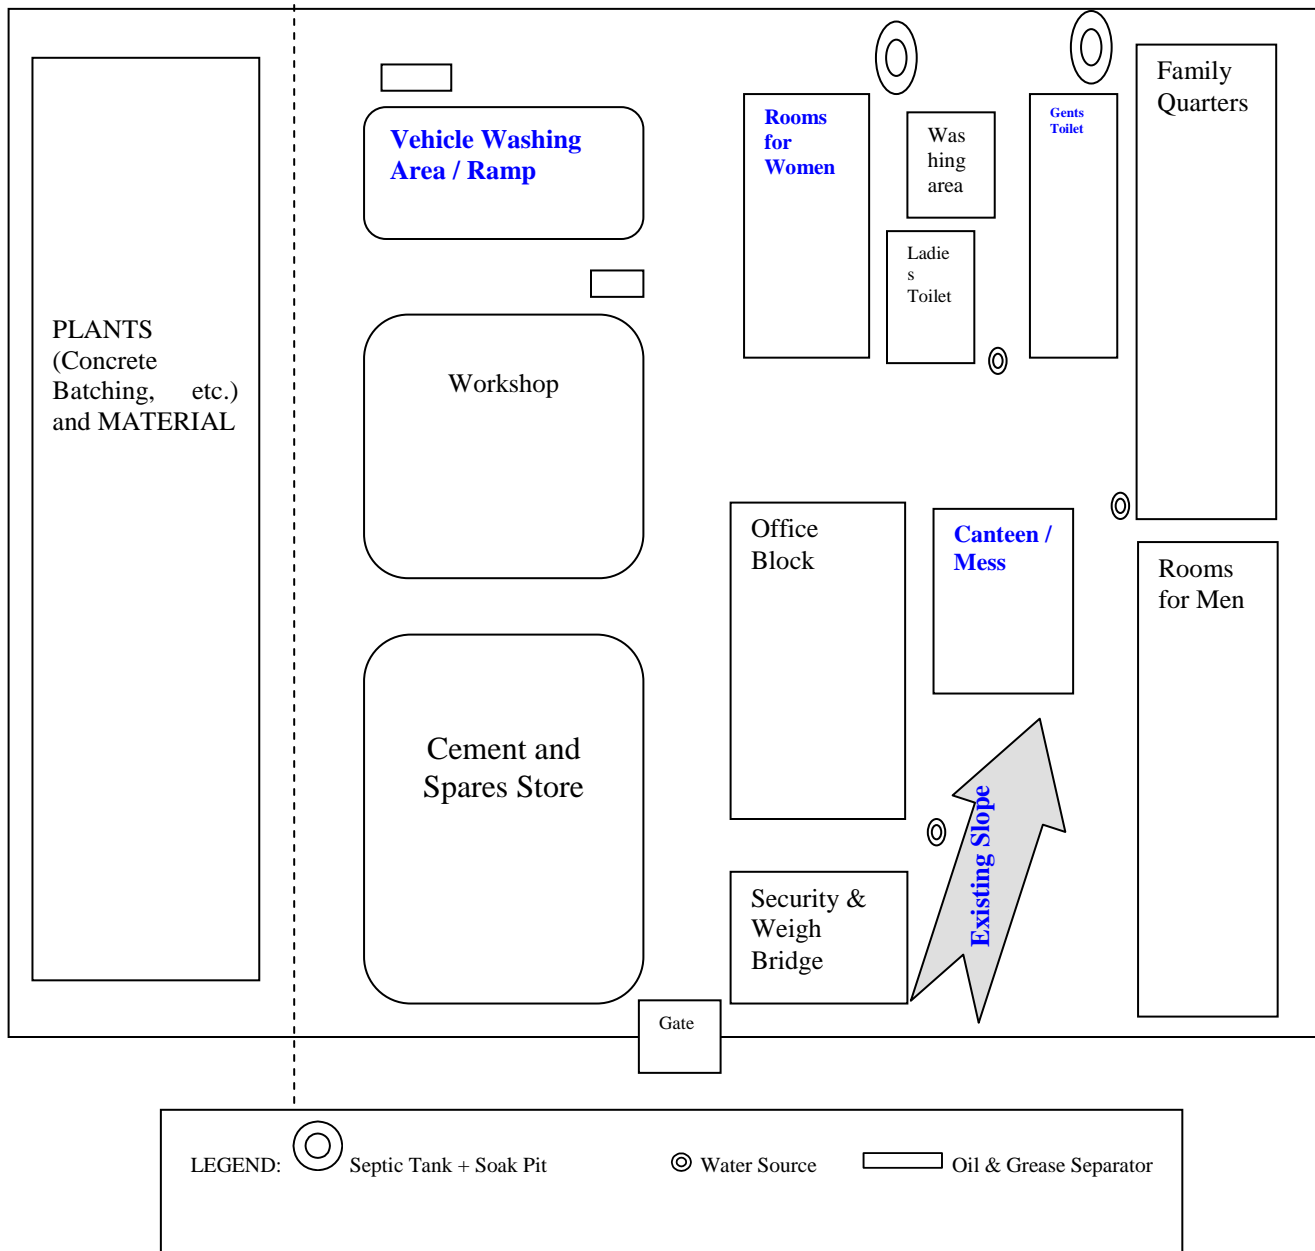 Family
Quarters
Rooms
for
Women
Gents
Toilet
Vehicle Washing
Area / Ramp
Was
hing
area
Ladie
s
Toilet
PLANTS
(Concrete
Batching, etc.)
and MATERIAL
Workshop
Office
Block
Canteen /
Mess
Rooms
for Men
Cement and
Spares Store
Existing Slope
Security &
Weigh
Bridge
Gate
LEGEND: Septic Tank + Soak Pit Water Source Oil & Grease Separator